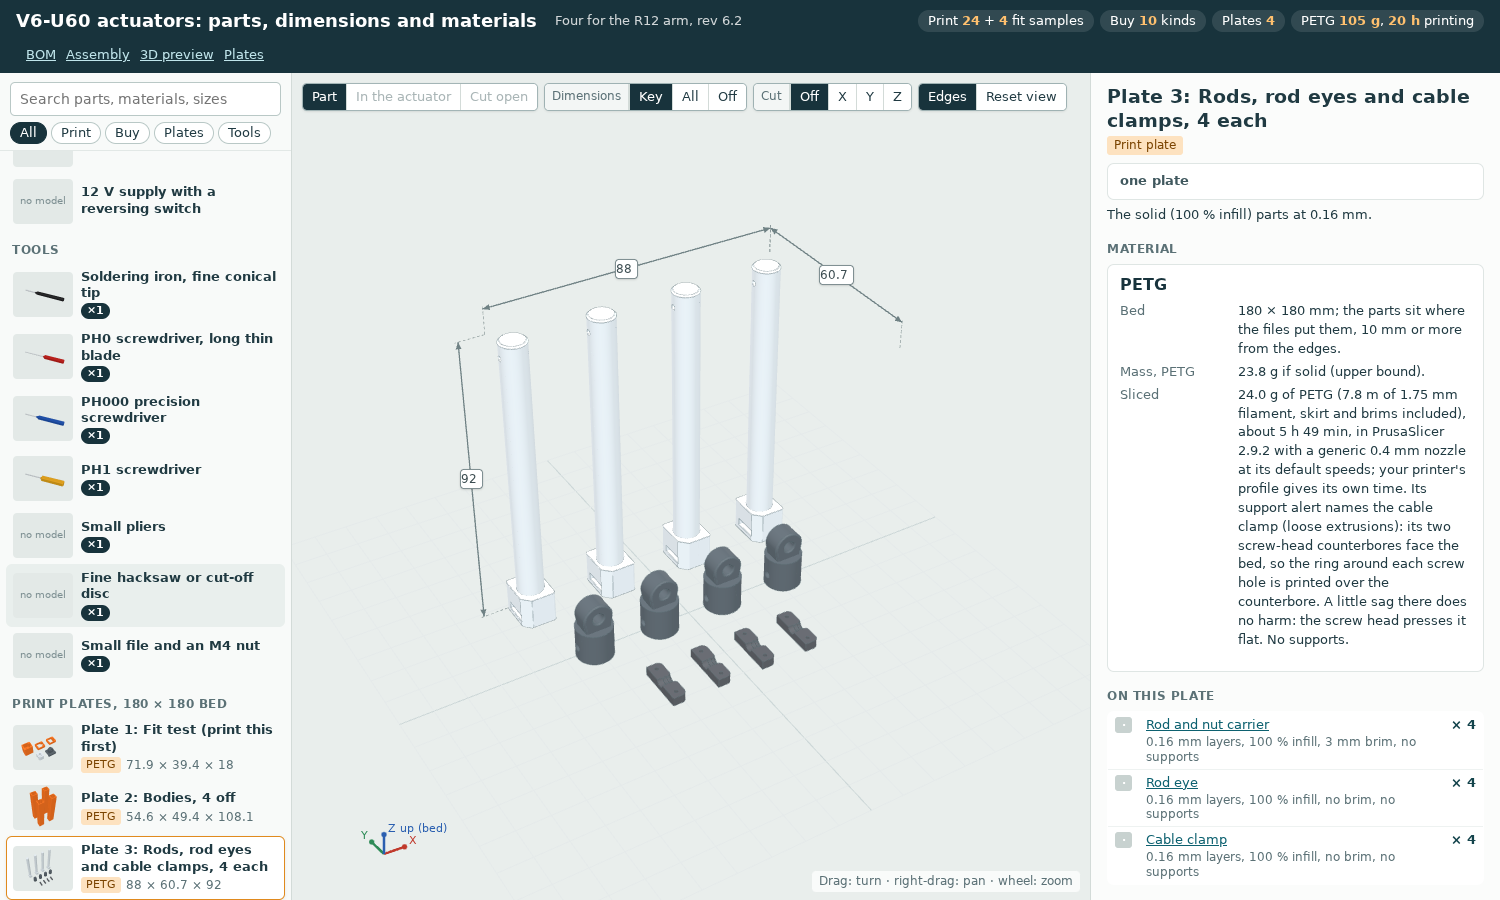 V6-U60 actuators: parts, dimensions and materials
Four for the R12 arm, rev 6.2
Print 24 + 4 fit samples
Buy 10 kinds
Plates 4
PETG 105 g, 20 h printing
BOM Assembly 3D preview Plates
Search parts, materials, sizes
All Print Buy Plates Tools
no model
12 V supply with a
reversing switch
TOOLS
Soldering iron, fine conical
tip
×1
PH0 screwdriver, long thin
blade
×1
PH000 precision
screwdriver
×1
PH1 screwdriver
×1
no model
Small pliers
×1
no model
Fine hacksaw or cut-off
disc
×1
no model
Small file and an M4 nut
×1
PRINT PLATES, 180 × 180 BED
Plate 1: Fit test (print this
first)
PETG 71.9 × 39.4 × 18
Plate 2: Bodies, 4 off
PETG 54.6 × 49.4 × 108.1
Plate 3: Rods, rod eyes
and cable clamps, 4 each
PETG 88 × 60.7 × 92
Part In the actuator Cut open
Dimensions Key All Off
Cut Off X Y Z
Edges Reset view
88
60.7
92
Z up (bed)
Y
X
Drag: turn · right-drag: pan · wheel: zoom
Plate 3: Rods, rod eyes and cable
clamps, 4 each
Print plate
one plate
The solid (100 % infill) parts at 0.16 mm.
MATERIAL
PETG
Bed
180 × 180 mm; the parts sit where
the files put them, 10 mm or more
from the edges.
Mass, PETG
23.8 g if solid (upper bound).
Sliced
24.0 g of PETG (7.8 m of 1.75 mm
filament, skirt and brims included),
about 5 h 49 min, in PrusaSlicer
2.9.2 with a generic 0.4 mm nozzle
at its default speeds; your printer's
profile gives its own time. Its
support alert names the cable
clamp (loose extrusions): its two
screw-head counterbores face the
bed, so the ring around each screw
hole is printed over the
counterbore. A little sag there does
no harm: the screw head presses it
flat. No supports.
ON THIS PLATE
Rod and nut carrier × 4
0.16 mm layers, 100 % infill, 3 mm brim, no
supports
Rod eye × 4
0.16 mm layers, 100 % infill, no brim, no
supports
Cable clamp × 4
0.16 mm layers, 100 % infill, no brim, no
supports